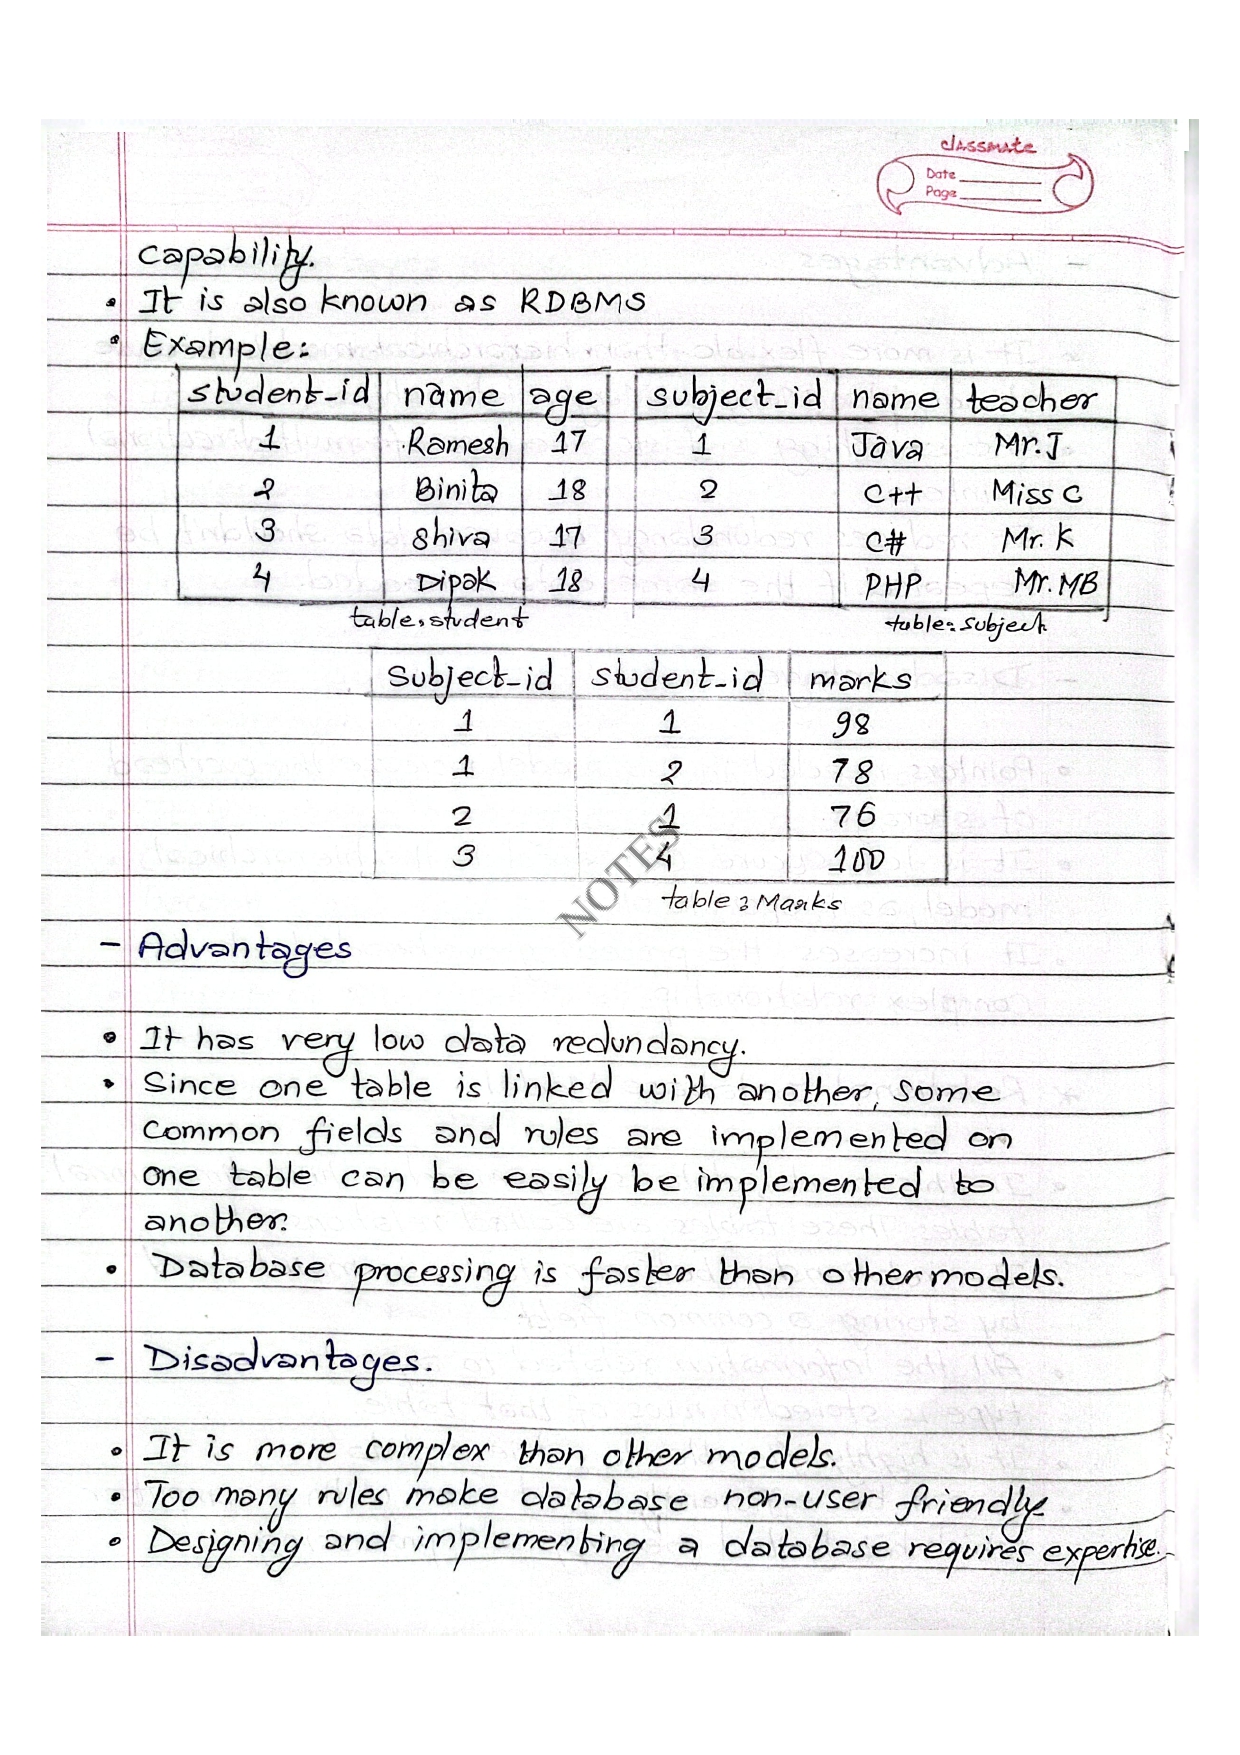 classmate
Date
Page
capability.
• It is also known as RDBMS
• Example:
student_id name age
1 Ramesh 17
2 Binita 18
3 Shiva 17
4 Dipak 18
table: student
subject_id name teacher
1 Java Mr. J
2 C++ Miss C
3 C# Mr. K
4 PHP Mr. MB
table: subject
Subject_id student_id marks
1 1 98
1 2 78
2 1 76
3 4 100
table: Marks
NOTES
- Advantages
• It has very low data redundancy.
• Since one table is linked with another, some
common fields and rules are implemented on
one table can be easily be implemented to
another.
• Database processing is faster than other models.
- Disadvantages.
• It is more complex than other models.
• Too many rules make database non-user friendly
• Designing and implementing a database requires expertise.